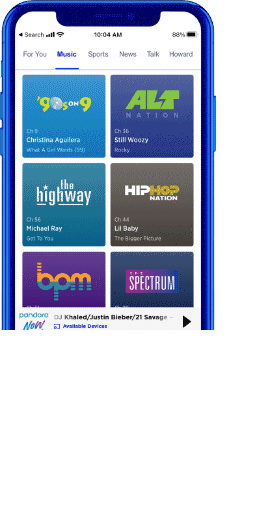 Search
10:04 AM
88%
For You Music Sports News Talk Howard
'90s ON 9
Ch 9
Christina Aguilera
What A Girl Wants (99)
ALT
NATION
Ch 36
Still Woozy
Rocky
the
highway
Ch 56
Michael Ray
Get To You
HIPHOP
NATION
Ch 44
Lil Baby
The Bigger Picture
bpm
THE
SPECTRUM
pandora
NOW
DJ Khaled/Justin Bieber/21 Savage
Available Devices